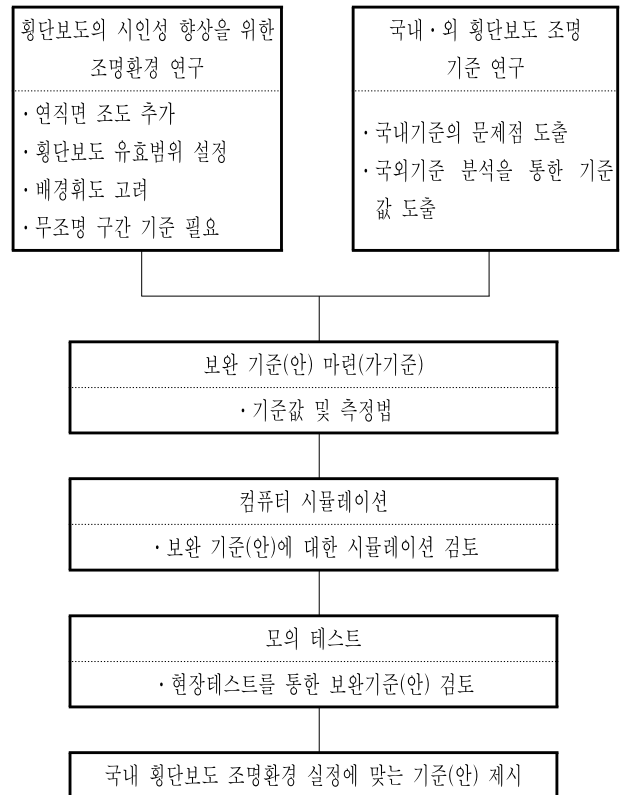 횡단보도의 시인성 향상을 위한
조명환경 연구
·연직면 조도 추가
·횡단보도 유효범위 설정
·배경휘도 고려
·무조명 구간 기준 필요
국내·외 횡단보도 조명
기준 연구
·국내기준의 문제점 도출
·국외기준 분석을 통한 기준
값 도출
보완 기준(안) 마련(가기준)
·기준값 및 측정법
컴퓨터 시뮬레이션
·보완 기준(안)에 대한 시뮬레이션 검토
모의 테스트
·현장테스트를 통한 보완기준(안) 검토
국내 횡단보도 조명환경 실정에 맞는 기준(안) 제시